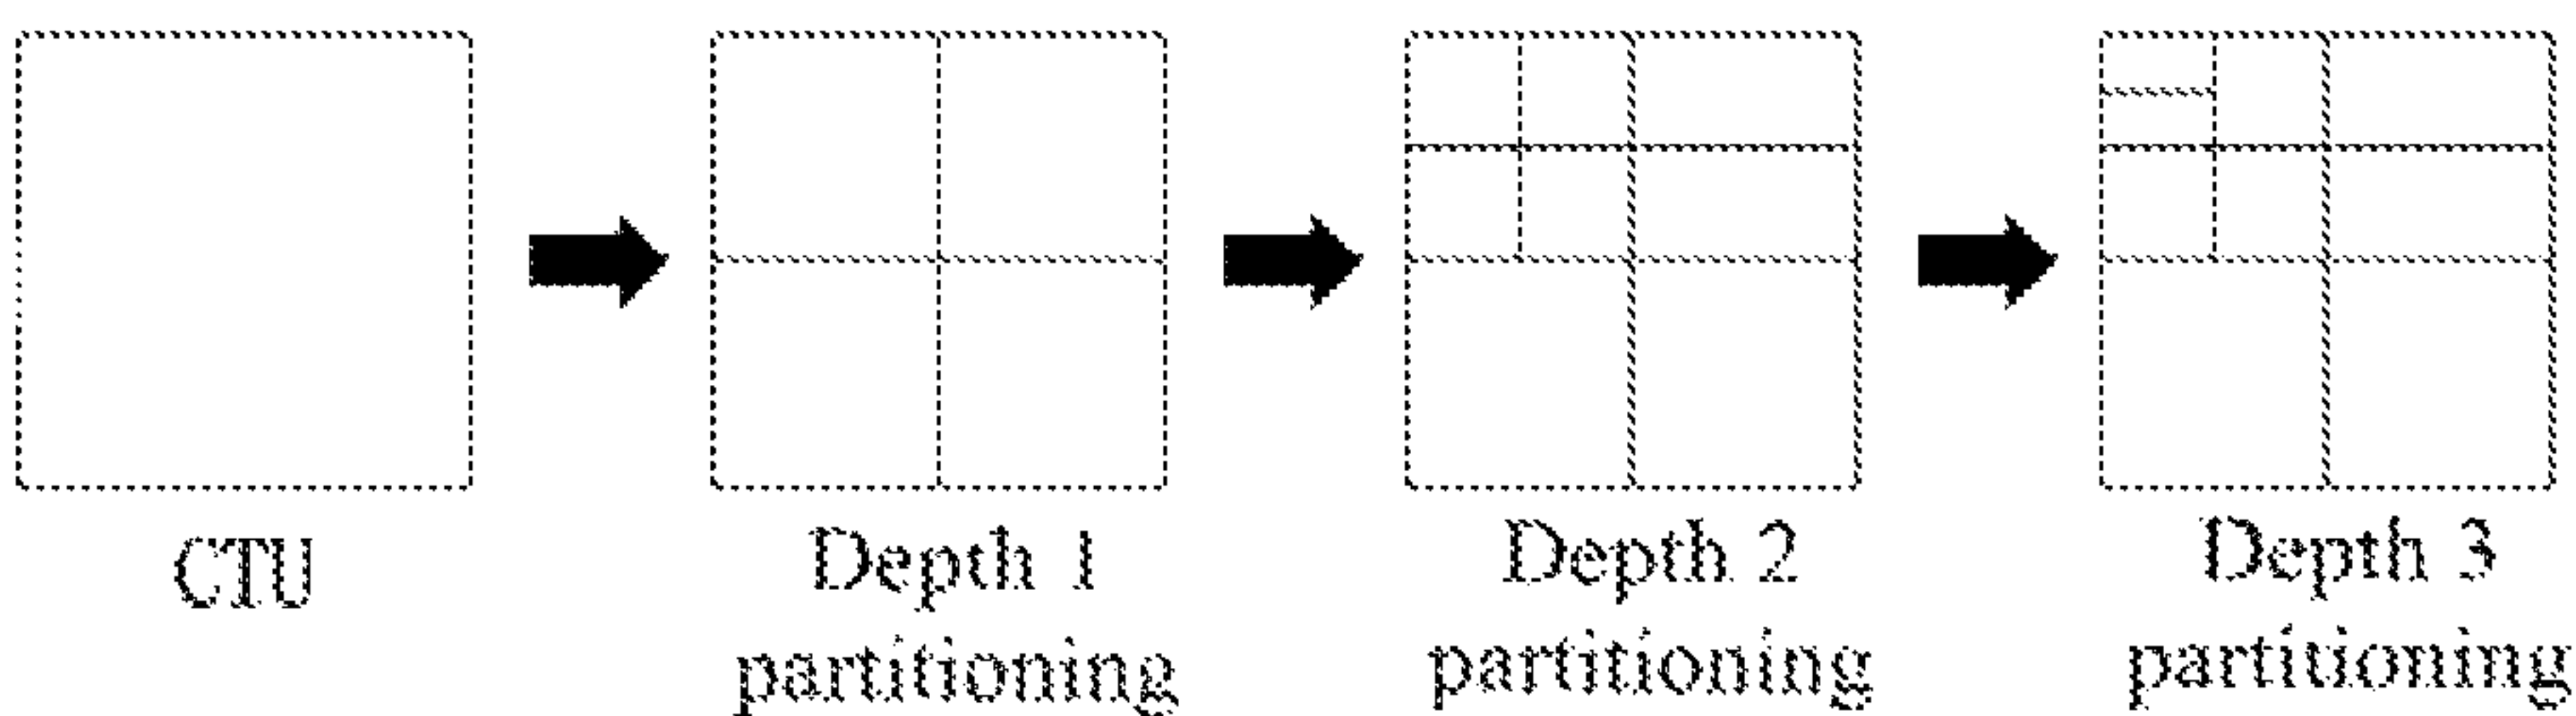 CTU
Depth 1
partitioning
Depth 2
partitioning
Depth 3
partitioning